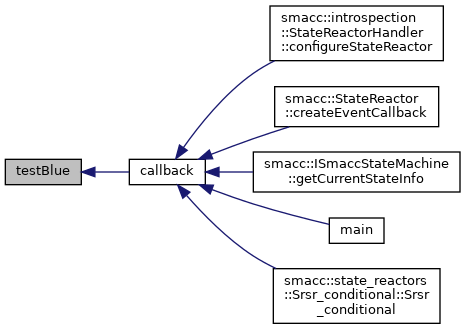 smacc::introspection
::StateReactorHandler
::configureStateReactor
smacc::StateReactor
::createEventCallback
testBlue
callback
smacc::ISmaccStateMachine
::getCurrentStateInfo
main
smacc::state_reactors
::Srsr_conditional::Srsr
_conditional